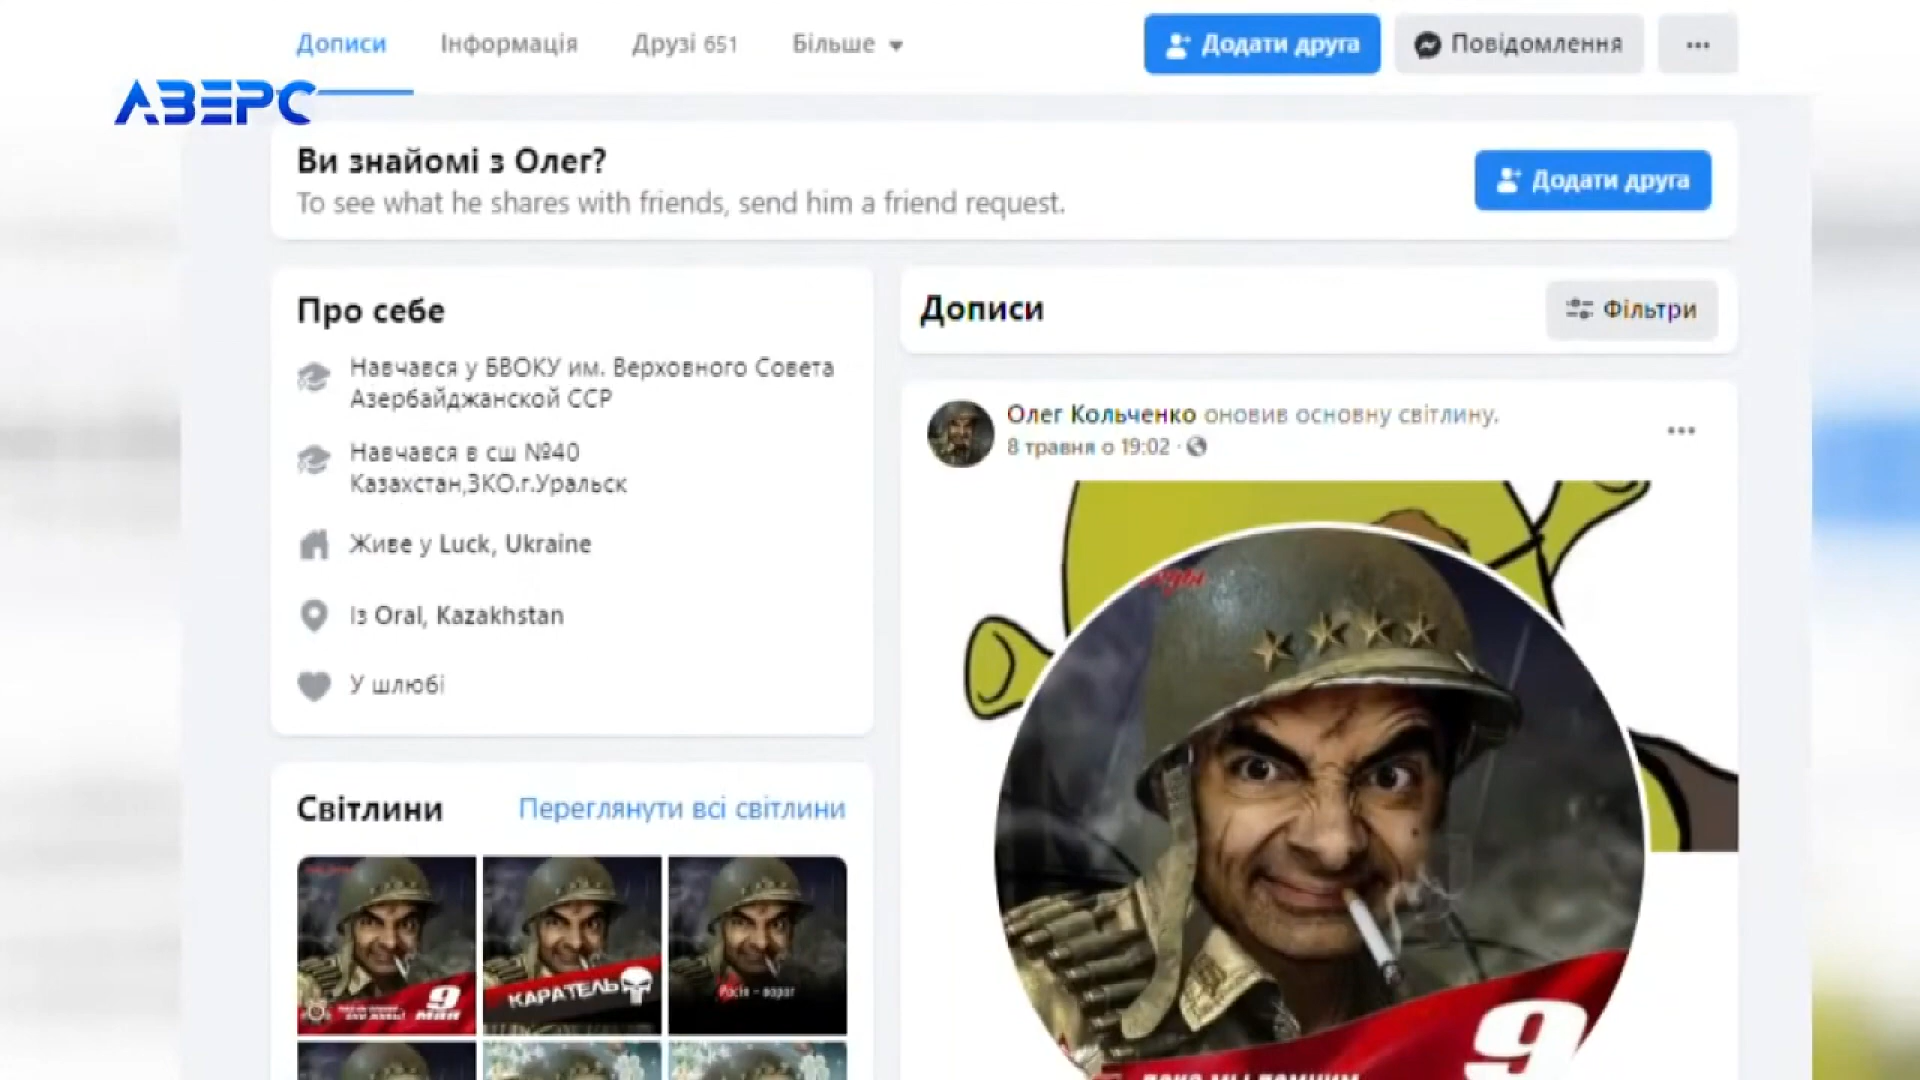 Дописи Інформація Друзі 651 Більше
Додати друга Повідомлення
АВЕРС
Ви знайомі з Олег?
To see what he shares with friends, send him a friend request.
Додати друга
Про себе
Навчався у БВОКУ им. Верховного Совета
Азербайджанской ССР
Навчався в сш №40
Казахстан,ЗКО.г.Уральск
Живе у Luck, Ukraine
Із Oral, Kazakhstan
У шлюбі
Світлини Переглянути всі світлини
9
мая
КАРАТЕЛЬ
Росія - ворог
Дописи
Фільтри
Олег Кольченко оновив основну світлину.
8 травня о 19:02
9